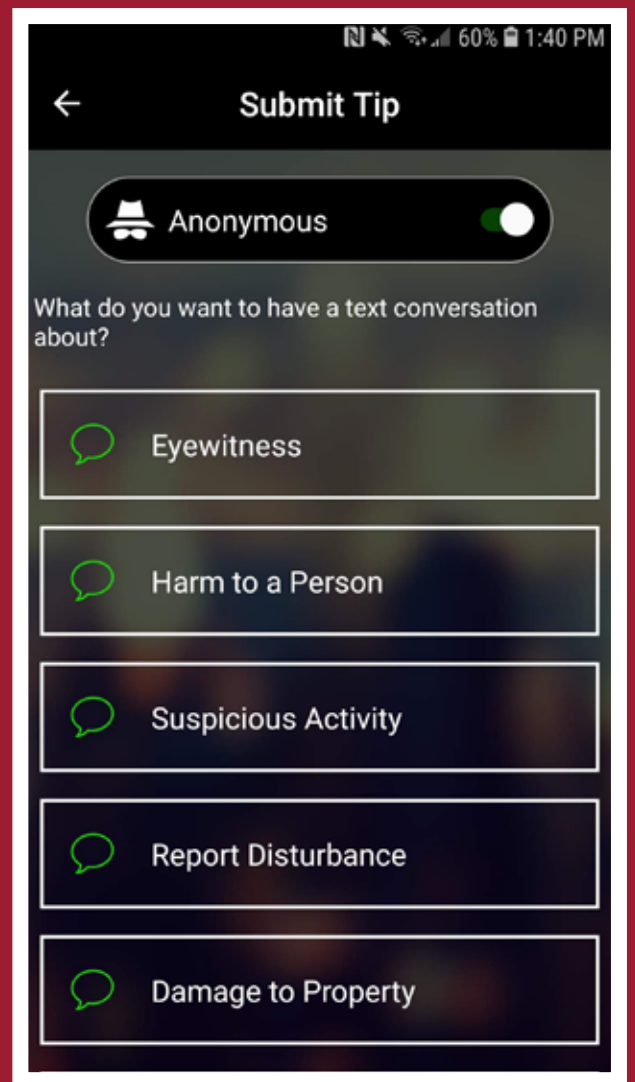 60% 1:40 PM
Submit Tip
Anonymous
What do you want to have a text conversation
about?
Eyewitness
Harm to a Person
Suspicious Activity
Report Disturbance
Damage to Property